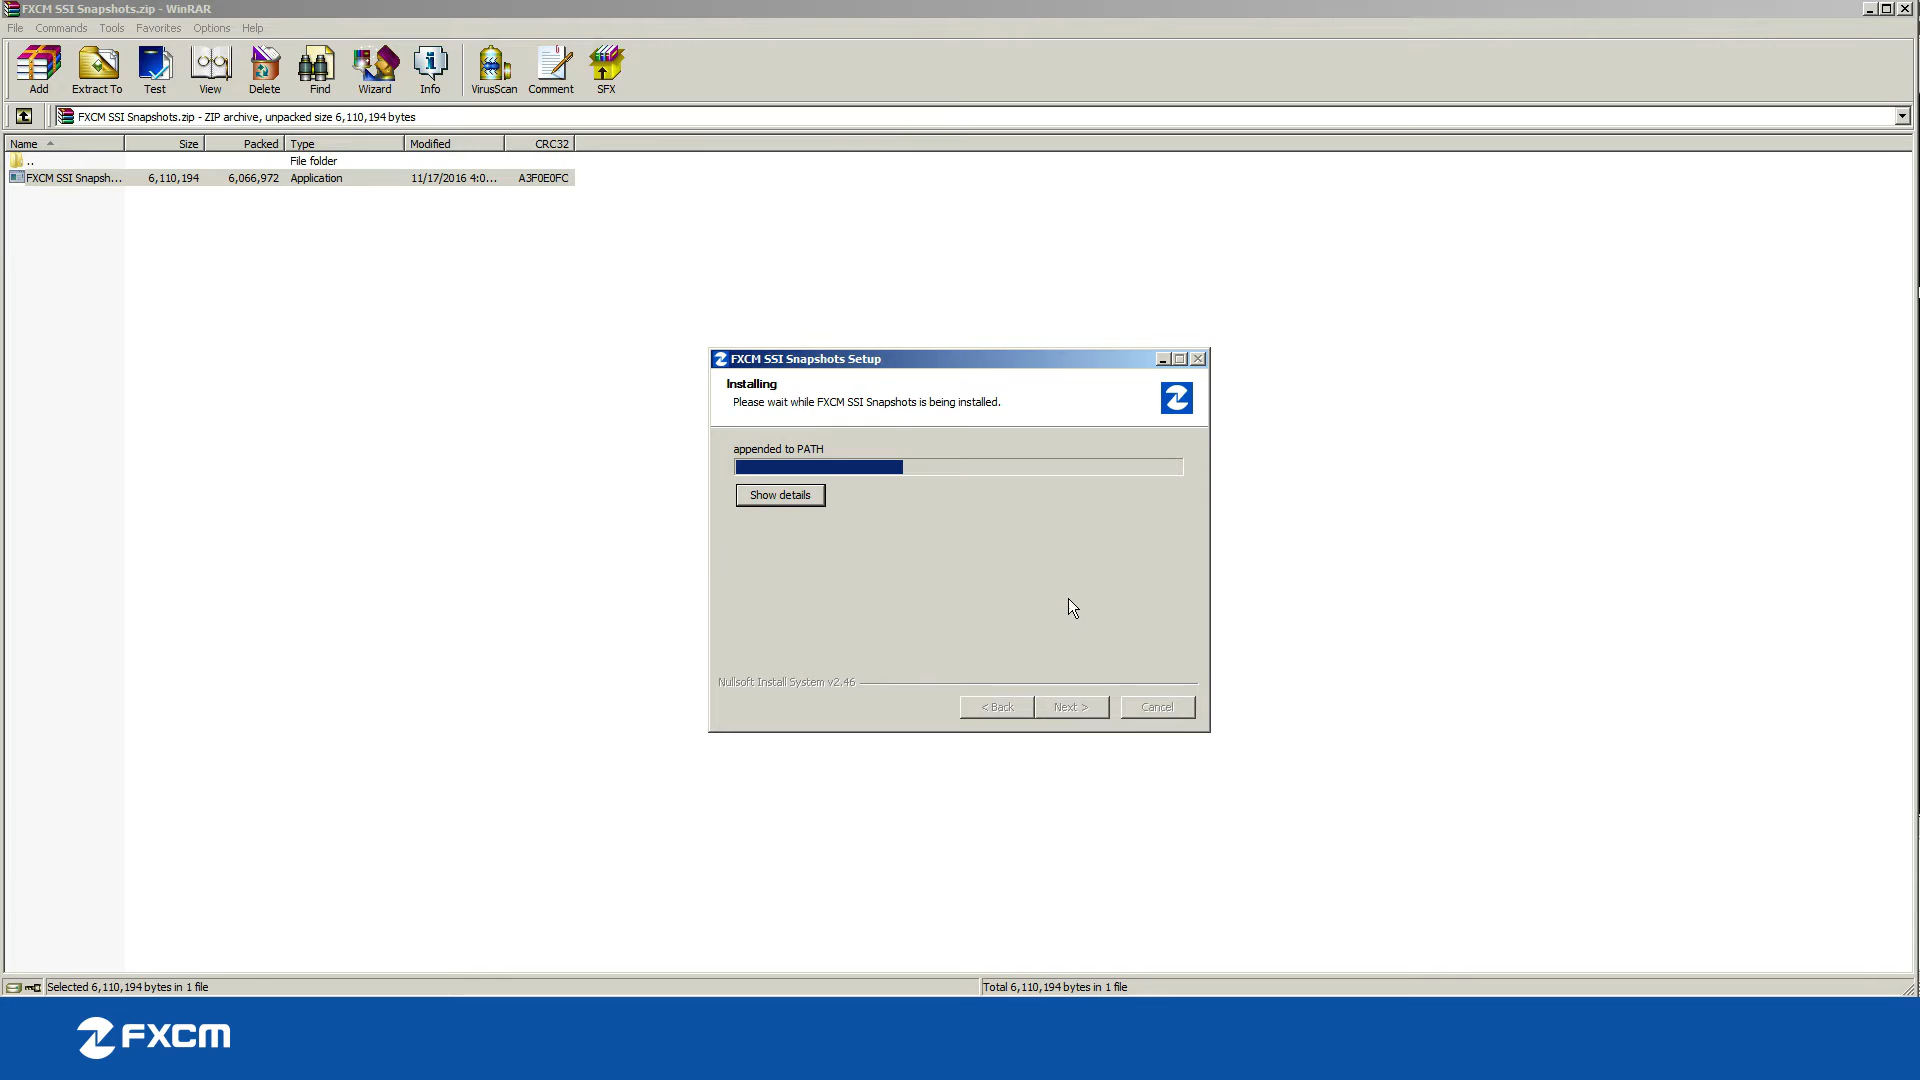 FXCM SSI Snapshots.zip - WinRAR
File Commands Tools Favorites Options Help
Add Extract To Test View Delete Find Wizard Info VirusScan Comment SFX
FXCM SSI Snapshots.zip - ZIP archive, unpacked size 6,110,194 bytes
Name Size Packed Type Modified CRC32
.. File folder
FXCM SSI Snapsh... 6,110,194 6,066,972 Application 11/17/2016 4:0... A3F0E0FC
FXCM SSI Snapshots Setup
Installing
Please wait while FXCM SSI Snapshots is being installed.
appended to PATH
Show details
Nullsoft Install System v2.46
< Back Next > Cancel
Selected 6,110,194 bytes in 1 file Total 6,110,194 bytes in 1 file
FXCM